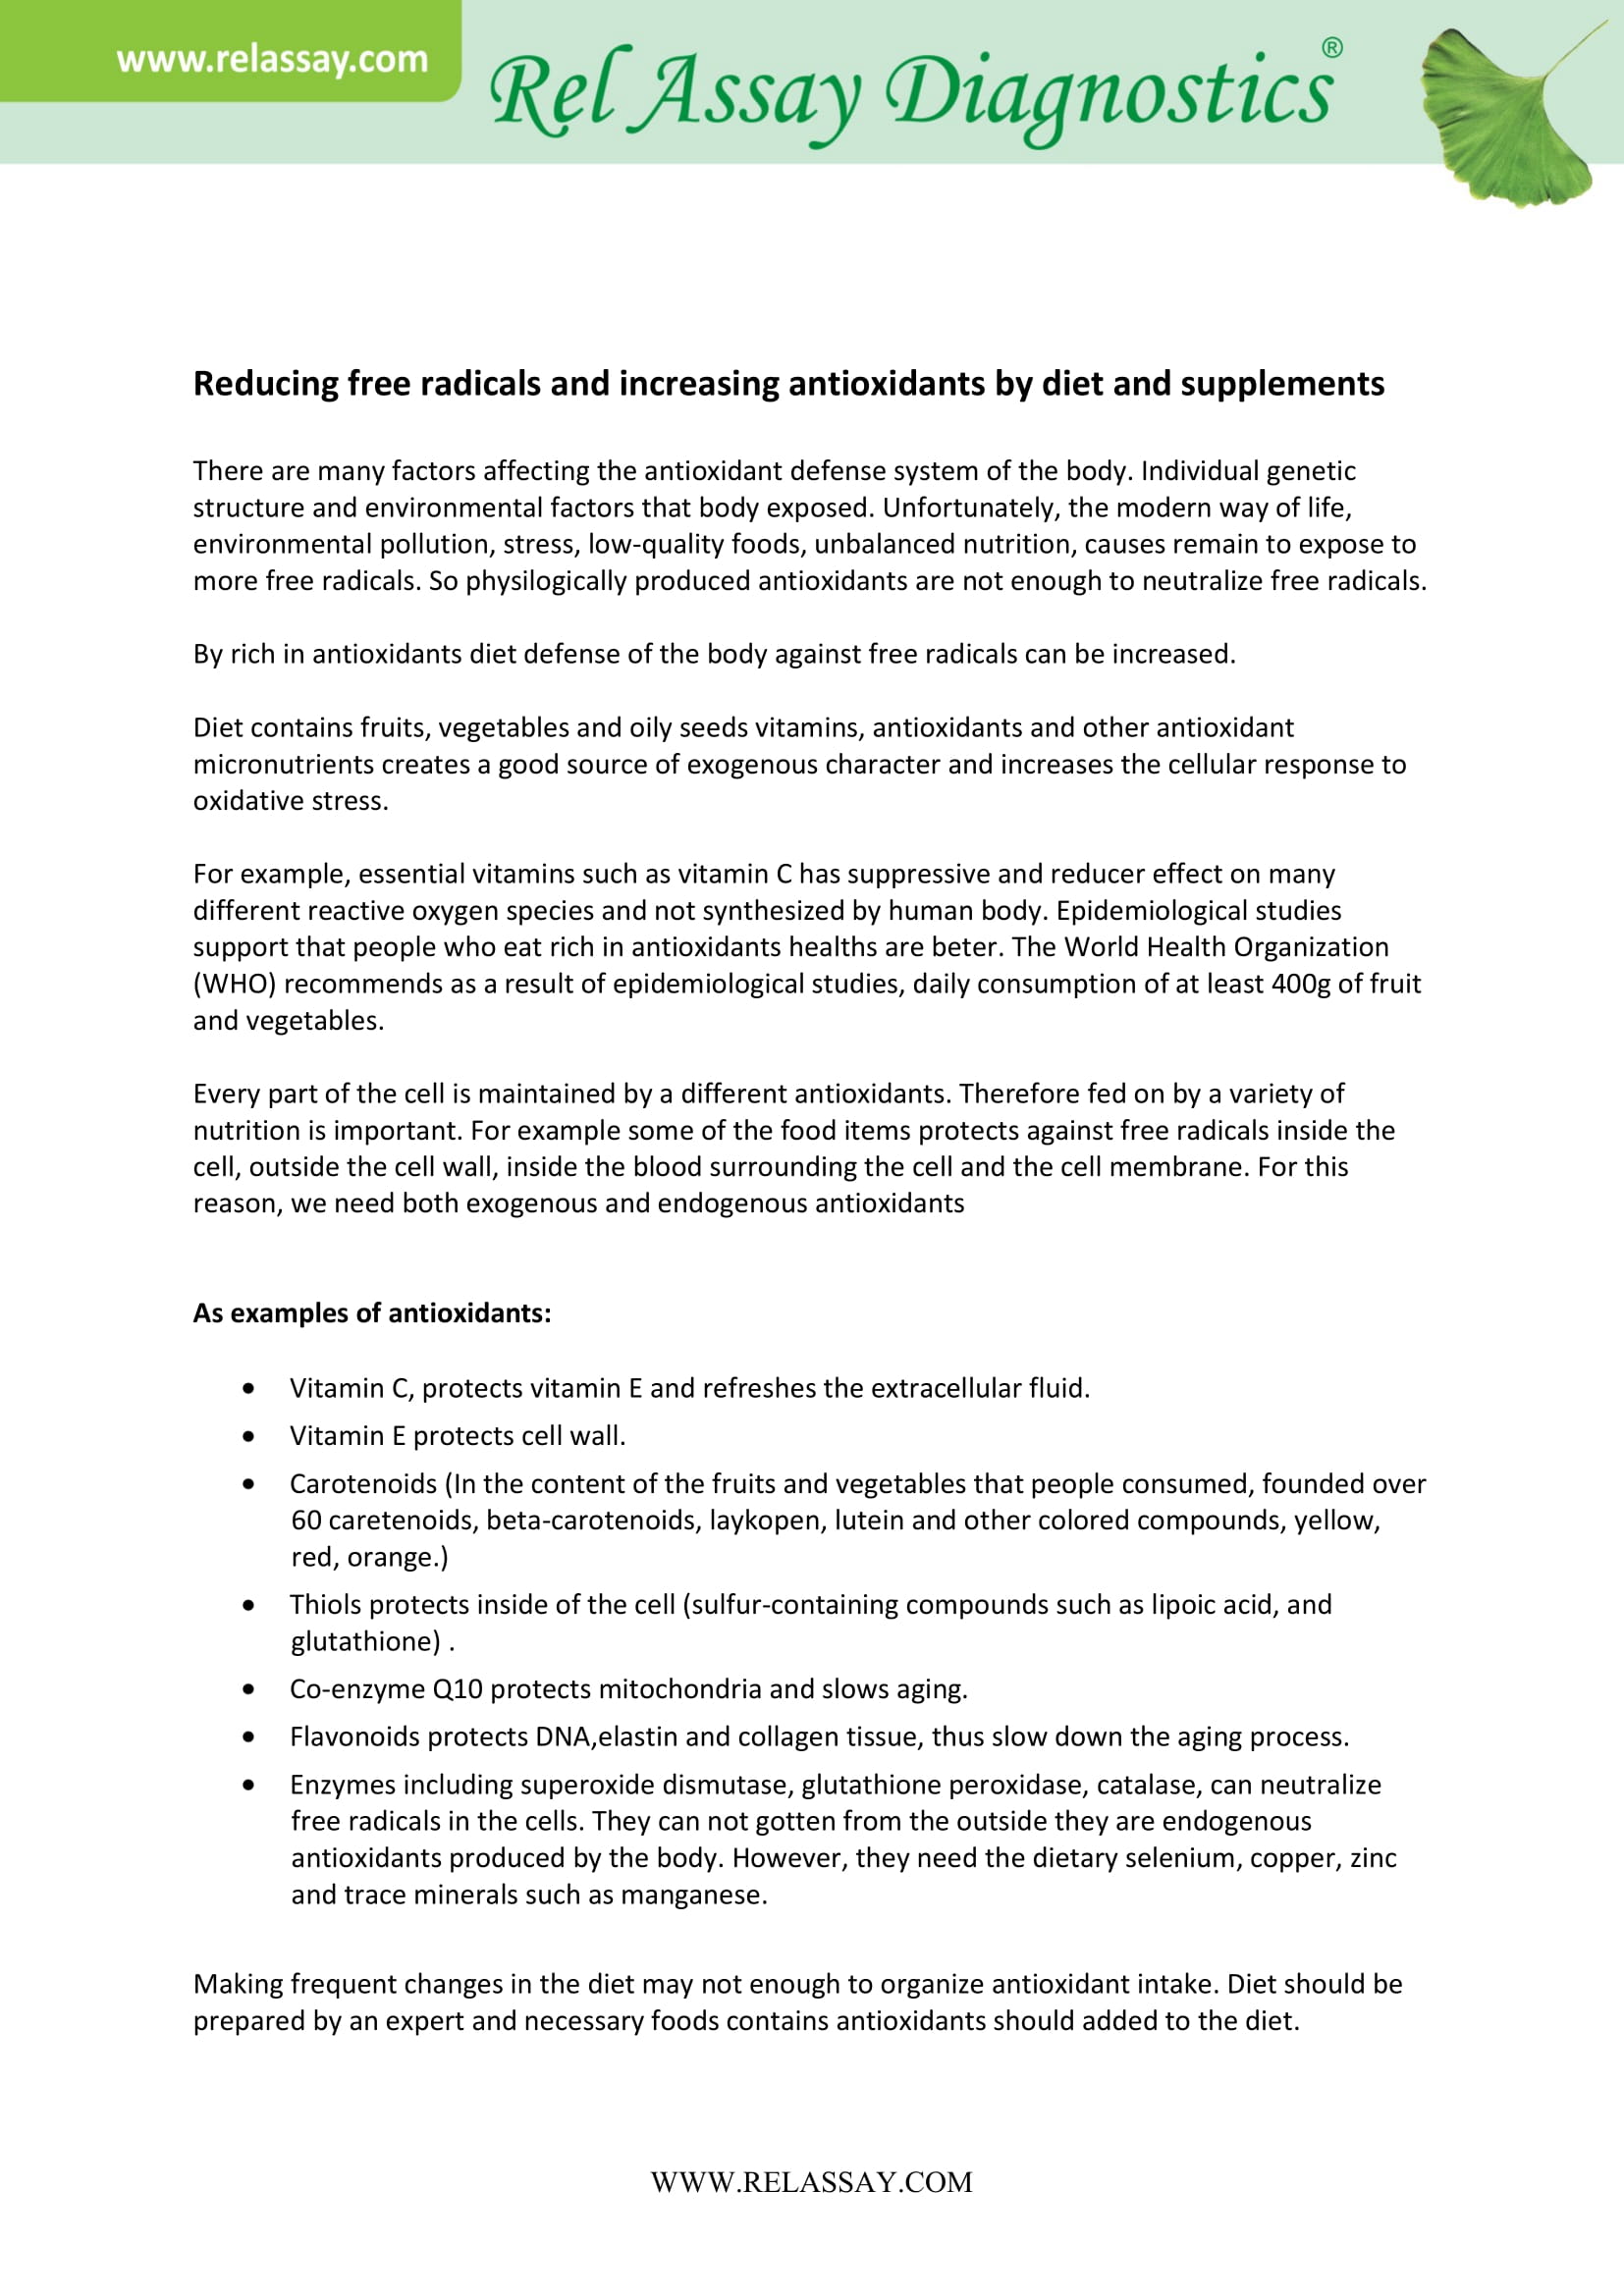 www.relassay.com
Rel Assay Diagnostics®
Reducing free radicals and increasing antioxidants by diet and supplements
There are many factors affecting the antioxidant defense system of the body. Individual genetic
structure and environmental factors that body exposed. Unfortunately, the modern way of life,
environmental pollution, stress, low-quality foods, unbalanced nutrition, causes remain to expose to
more free radicals. So physilogically produced antioxidants are not enough to neutralize free radicals.
By rich in antioxidants diet defense of the body against free radicals can be increased.
Diet contains fruits, vegetables and oily seeds vitamins, antioxidants and other antioxidant
micronutrients creates a good source of exogenous character and increases the cellular response to
oxidative stress.
For example, essential vitamins such as vitamin C has suppressive and reducer effect on many
different reactive oxygen species and not synthesized by human body. Epidemiological studies
support that people who eat rich in antioxidants healths are beter. The World Health Organization
(WHO) recommends as a result of epidemiological studies, daily consumption of at least 400g of fruit
and vegetables.
Every part of the cell is maintained by a different antioxidants. Therefore fed on by a variety of
nutrition is important. For example some of the food items protects against free radicals inside the
cell, outside the cell wall, inside the blood surrounding the cell and the cell membrane. For this
reason, we need both exogenous and endogenous antioxidants
As examples of antioxidants:
• Vitamin C, protects vitamin E and refreshes the extracellular fluid.
• Vitamin E protects cell wall.
• Carotenoids (In the content of the fruits and vegetables that people consumed, founded over
60 caretenoids, beta-carotenoids, laykopen, lutein and other colored compounds, yellow,
red, orange.)
• Thiols protects inside of the cell (sulfur-containing compounds such as lipoic acid, and
glutathione) .
• Co-enzyme Q10 protects mitochondria and slows aging.
• Flavonoids protects DNA,elastin and collagen tissue, thus slow down the aging process.
• Enzymes including superoxide dismutase, glutathione peroxidase, catalase, can neutralize
free radicals in the cells. They can not gotten from the outside they are endogenous
antioxidants produced by the body. However, they need the dietary selenium, copper, zinc
and trace minerals such as manganese.
Making frequent changes in the diet may not enough to organize antioxidant intake. Diet should be
prepared by an expert and necessary foods contains antioxidants should added to the diet.
WWW.RELASSAY.COM